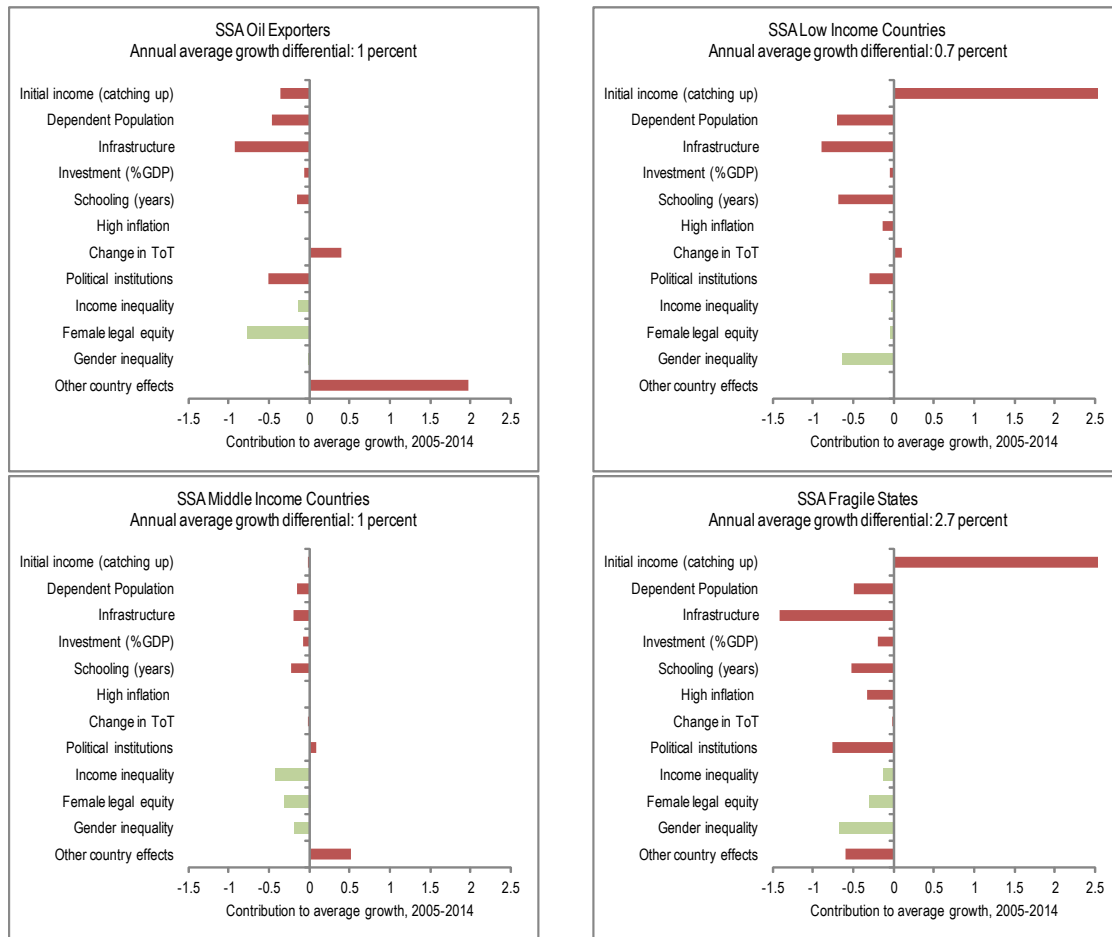 SSA Oil Exporters
Annual average growth differential: 1 percent
Initial income (catching up)
Dependent Population
Infrastructure
Investment (%GDP)
Schooling (years)
High inflation
Change in ToT
Political institutions
Income inequality
Female legal equity
Gender inequality
Other country effects
-1.5 -1 -0.5 0 0.5 1 1.5 2 2.5
Contribution to average growth, 2005-2014
SSA Low Income Countries
Annual average growth differential: 0.7 percent
Initial income (catching up)
Dependent Population
Infrastructure
Investment (%GDP)
Schooling (years)
High inflation
Change in ToT
Political institutions
Income inequality
Female legal equity
Gender inequality
Other country effects
-1.5 -1 -0.5 0 0.5 1 1.5 2 2.5
Contribution to average growth, 2005-2014
SSA Middle Income Countries
Annual average growth differential: 1 percent
Initial income (catching up)
Dependent Population
Infrastructure
Investment (%GDP)
Schooling (years)
High inflation
Change in ToT
Political institutions
Income inequality
Female legal equity
Gender inequality
Other country effects
-1.5 -1 -0.5 0 0.5 1 1.5 2 2.5
Contribution to average growth, 2005-2014
SSA Fragile States
Annual average growth differential: 2.7 percent
Initial income (catching up)
Dependent Population
Infrastructure
Investment (%GDP)
Schooling (years)
High inflation
Change in ToT
Political institutions
Income inequality
Female legal equity
Gender inequality
Other country effects
-1.5 -1 -0.5 0 0.5 1 1.5 2 2.5
Contribution to average growth, 2005-2014